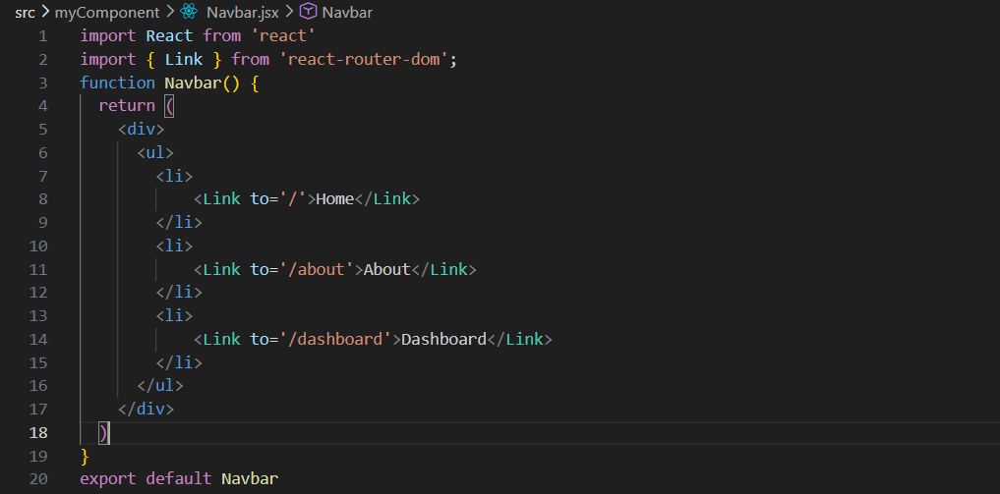 src > myComponent > Navbar.jsx > Navbar
1 import React from 'react'
2 import { Link } from 'react-router-dom';
3 function Navbar() {
4   return (
5     <div>
6       <ul>
7         <li>
8             <Link to='/'>Home</Link>
9         </li>
10         <li>
11             <Link to='/about'>About</Link>
12         </li>
13         <li>
14             <Link to='/dashboard'>Dashboard</Link>
15         </li>
16       </ul>
17     </div>
18   )
19 }
20 export default Navbar